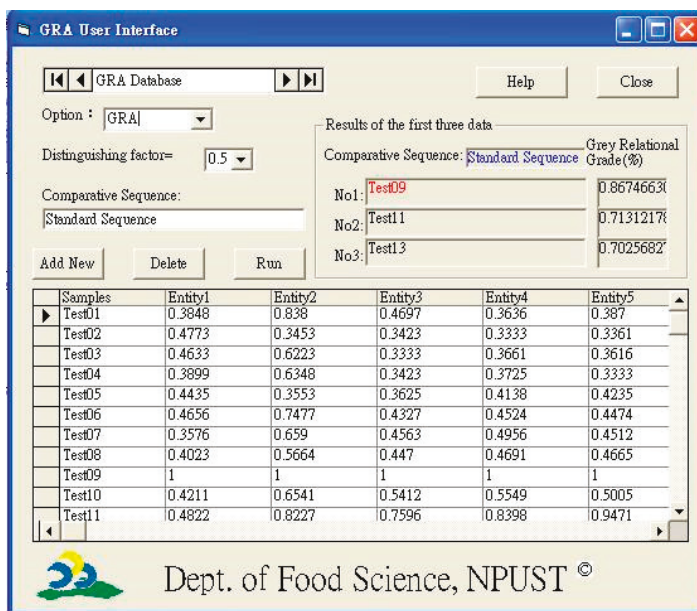 GRA User Interface
GRA Database
Help
Close
Option : GRA
Results of the first three data
Distinguishing factor= 0.5
Comparative Sequence: Standard Sequence
Grey Relational Grade(%)
Comparative Sequence:
Standard Sequence
No1: Test09 0.8674663
No2: Test11 0.7131217
No3: Test13 0.702568
Add New
Delete
Run
Samples Entity1 Entity2 Entity3 Entity4 Entity5
Test01 0.3848 0.838 0.4697 0.3636 0.387
Test02 0.4773 0.3453 0.3423 0.3333 0.3361
Test03 0.4633 0.6223 0.3333 0.3661 0.3616
Test04 0.3899 0.6348 0.3423 0.3725 0.3333
Test05 0.4435 0.3553 0.3625 0.4138 0.4235
Test06 0.4656 0.7477 0.4327 0.4524 0.4474
Test07 0.3576 0.659 0.4563 0.4956 0.4512
Test08 0.4023 0.5664 0.447 0.4691 0.4665
Test09 1 1 1 1 1
Test10 0.4211 0.6541 0.5412 0.5549 0.5005
Test11 0.4822 0.8227 0.7596 0.8398 0.9471
Dept. of Food Science, NPUST ©